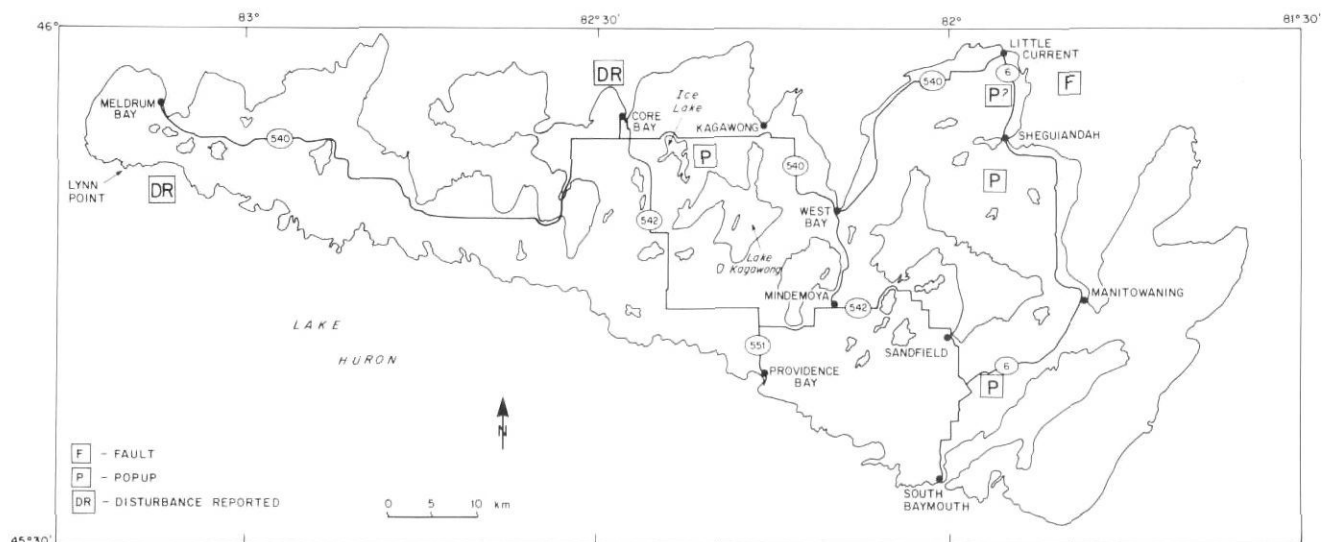 83°
82°30'
82°
81°30'
46°
LITTLE
CURRENT
6
540
DR
F
P?
MELDRUM
BAY
Ice
Lake
CORE
BAY
KAGAWONG
SHEGUIANDAH
540
P
540
LYNN
POINT
DR
P
542
WEST
BAY
Lake
O Kagawong
MINDEMOYA
542
MANITOWANING
LAKE
HURON
551
SANDFIELD
6
PROVIDENCE
BAY
P
N
F - FAULT
P - POPUP
DR - DISTURBANCE REPORTED
0 5 10 km
SOUTH
BAYMOUTH
45°30'